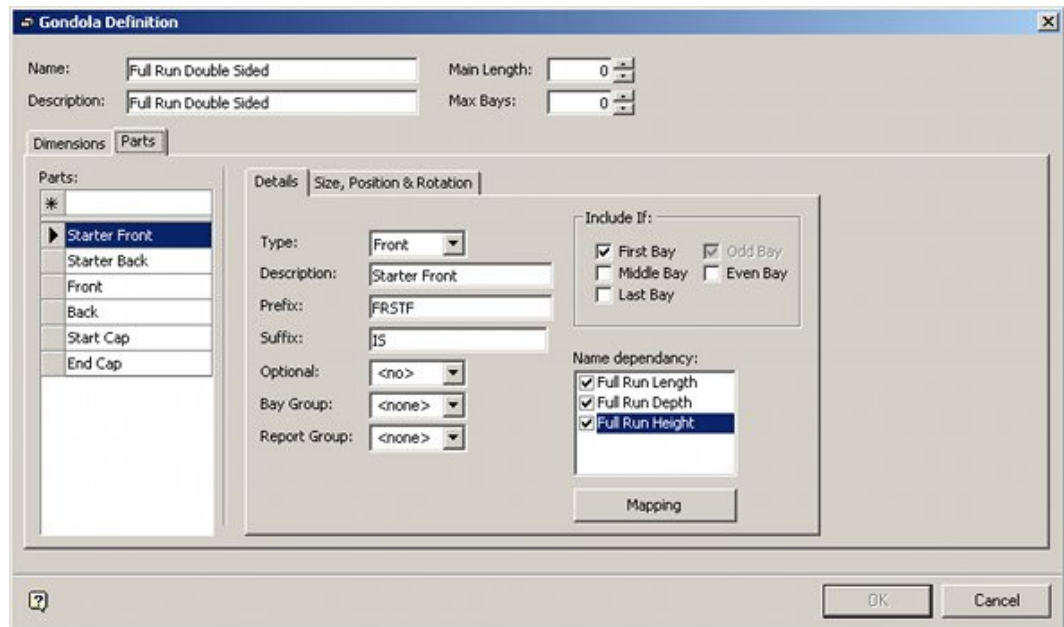 Gondola Definition
Name: Full Run Double Sided Main Length: 0
Description: Full Run Double Sided Max Bays: 0
Dimensions Parts
Parts:
Starter Front
Starter Back
Front
Back
Start Cap
End Cap
Details Size, Position & Rotation
Type: Front
Description: Starter Front
Prefix: FRSTF
Suffix: IS
Optional: <no>
Bay Group: <none>
Report Group: <none>
Include If:
First Bay Odd Bay
Middle Bay Even Bay
Last Bay
Name dependancy:
Full Run Length
Full Run Depth
Full Run Height
Mapping
OK Cancel